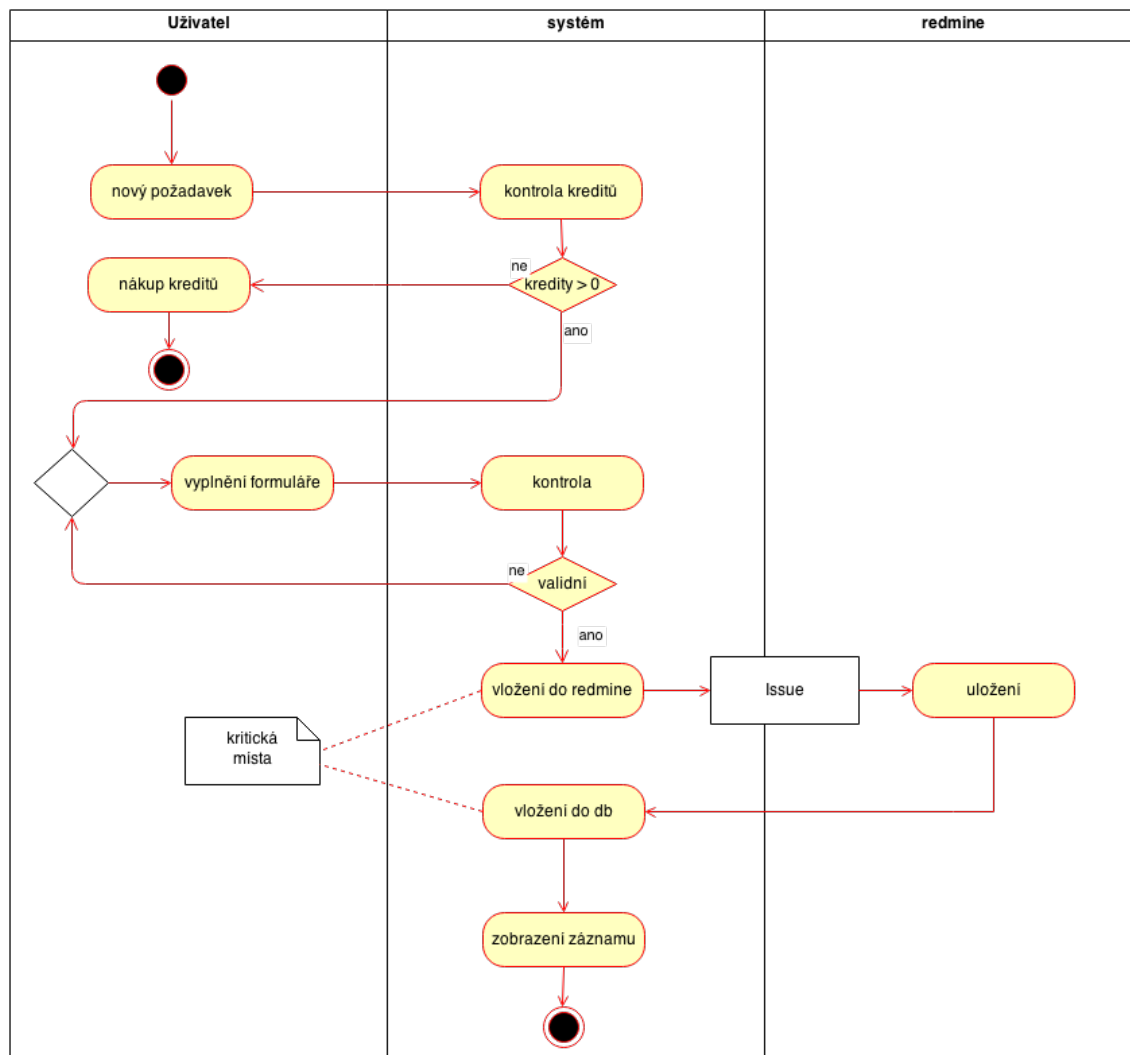 Uživatel
systém
redmine
nový požadavek
kontrola kreditů
ne
nákup kreditů
kredity > 0
ano
vyplnění formuláře
kontrola
ne
validní
ano
vložení do redmine
Issue
uložení
kritická
místa
vložení do db
zobrazení záznamu